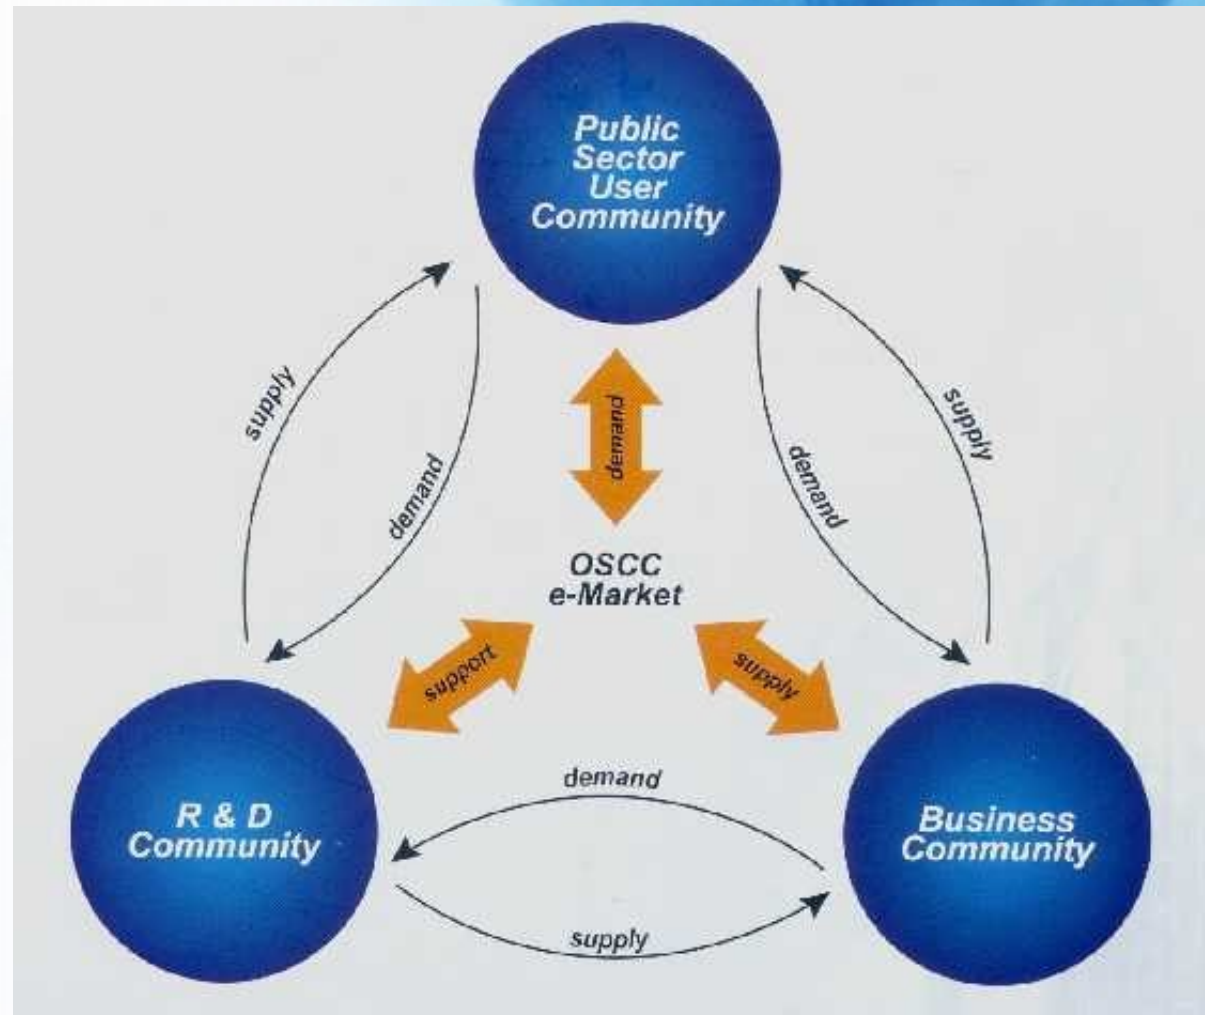 Public
Sector
User
Community
supply
demand
demand
demand
supply
OSCC
e-Market
support
supply
demand
R & D
Community
Business
Community
supply